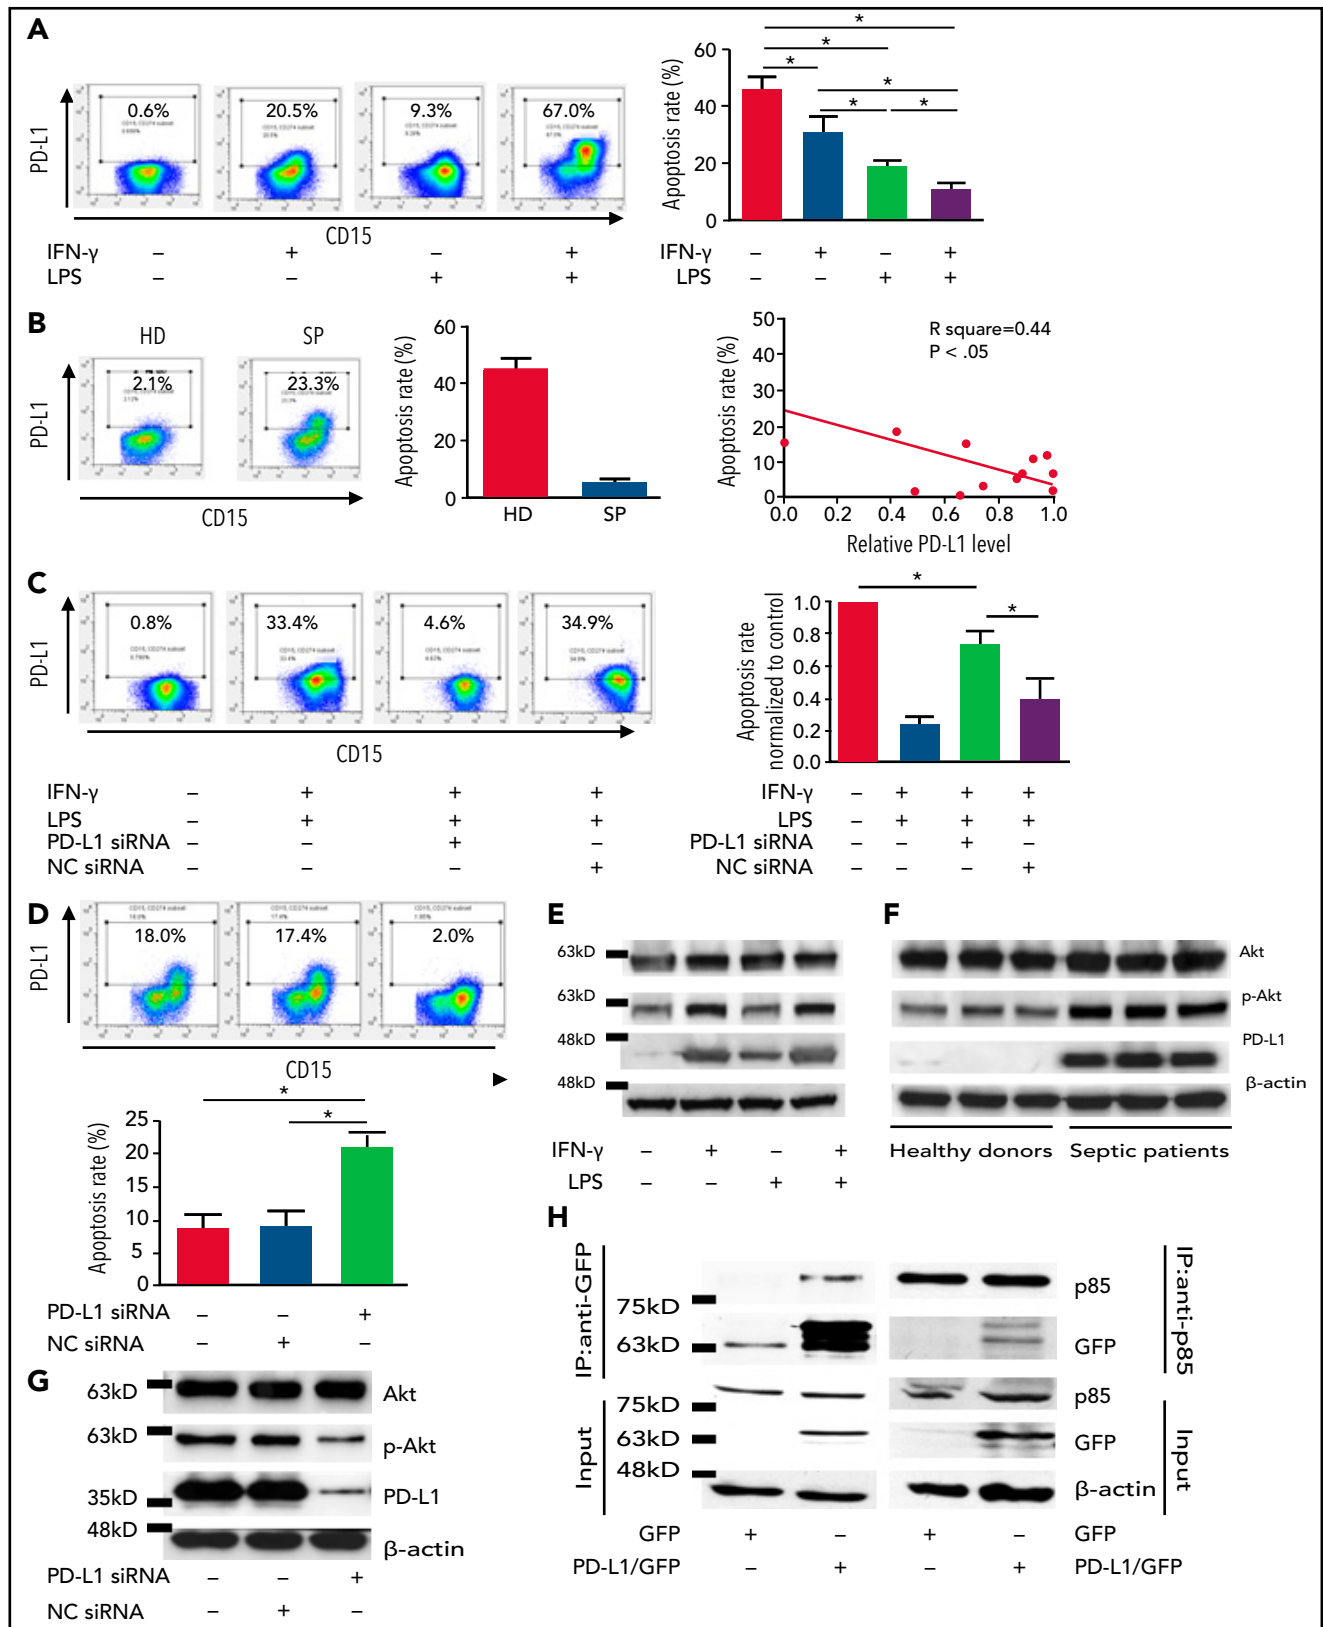 A
PD-L1
0.6%
20.5%
9.3%
67.0%
CD15
IFN-γ – + – +
LPS – – + +
Apoptosis rate (%)
60
40
20
0
* * * * * *
IFN-γ – + – +
LPS – – + +
B
HD SP
PD-L1
2.1%
23.3%
CD15
Apoptosis rate (%)
60
40
20
0
HD SP
Apoptosis rate (%)
50
40
30
20
10
0
0.0 0.2 0.4 0.6 0.8 1.0
R square=0.44
P < .05
Relative PD-L1 level
C
PD-L1
0.8%
33.4%
4.6%
34.9%
CD15
IFN-γ – + + +
LPS – + + +
PD-L1 siRNA – – + –
NC siRNA – – – +
Apoptosis rate
normalized to control
1.0
0.8
0.6
0.4
0.2
0.0
* *
IFN-γ – + + +
LPS – + + +
PD-L1 siRNA – – + –
NC siRNA – – – +
D
PD-L1
18.0%
17.4%
2.0%
CD15
Apoptosis rate (%)
25
20
15
10
5
0
* *
PD-L1 siRNA – – +
NC siRNA – + –
E
63kD
63kD
48kD
48kD
IFN-γ – + – +
LPS – – + +
F
Akt
p-Akt
PD-L1
β-actin
Healthy donors Septic patients
G
63kD Akt
63kD p-Akt
35kD PD-L1
48kD β-actin
PD-L1 siRNA – – +
NC siRNA – + –
H
IP:anti-GFP
75kD
63kD
Input
75kD
63kD
48kD
p85
GFP
IP:anti-p85
p85
GFP
β-actin
Input
GFP + – + – GFP
PD-L1/GFP – + – + PD-L1/GFP